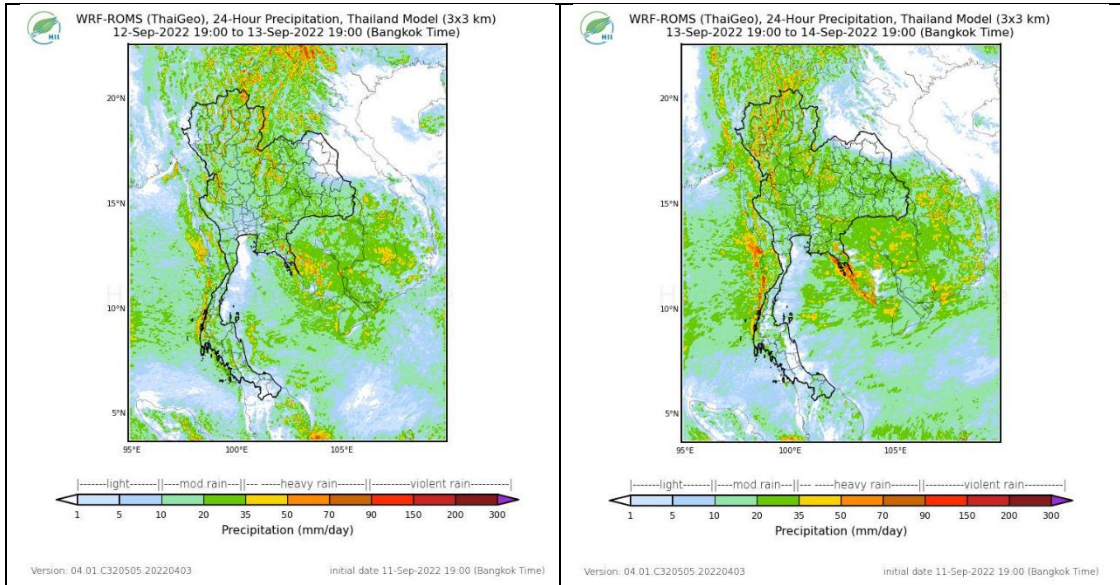 HII
WRF-ROMS (ThaiGeo), 24-Hour Precipitation, Thailand Model (3x3 km)
12-Sep-2022 19:00 to 13-Sep-2022 19:00 (Bangkok Time)
20°N
15°N
10°N
5°N
95°E 100°E 105°E
|------light------||----mod rain---||--- ----heavy rain----||----------violent rain---------|
1 5 10 20 35 50 70 90 150 200 300
Precipitation (mm/day)
Version: 04.01.C320505.20220403 initial date 11-Sep-2022 19:00 (Bangkok Time)
HII
WRF-ROMS (ThaiGeo), 24-Hour Precipitation, Thailand Model (3x3 km)
13-Sep-2022 19:00 to 14-Sep-2022 19:00 (Bangkok Time)
20°N
15°N
10°N
5°N
95°E 100°E 105°E
|------light------||----mod rain---||--- ----heavy rain----||----------violent rain---------|
1 5 10 20 35 50 70 90 150 200 300
Precipitation (mm/day)
Version: 04.01.C320505.20220403 initial date 11-Sep-2022 19:00 (Bangkok Time)